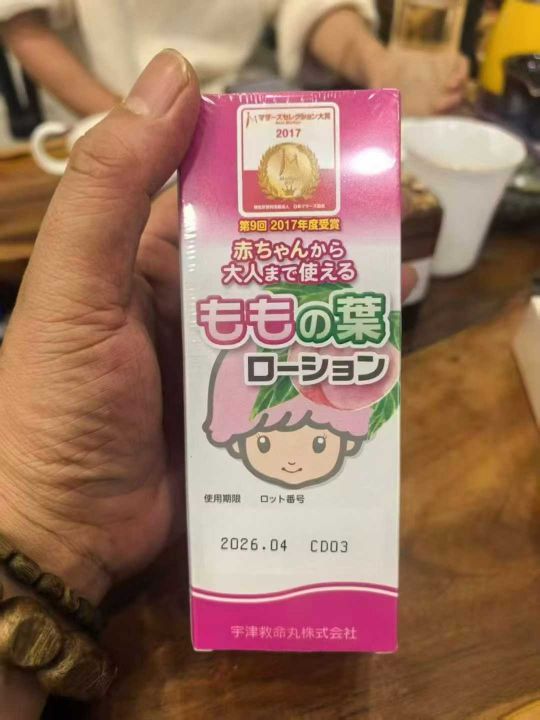 マザーズセレクション大賞
2017
第9回 2017年度受賞
赤ちゃんから
大人まで使える
ももの葉
ローション
使用期限 ロット番号
2026.04 CD03
宇津救命丸株式会社